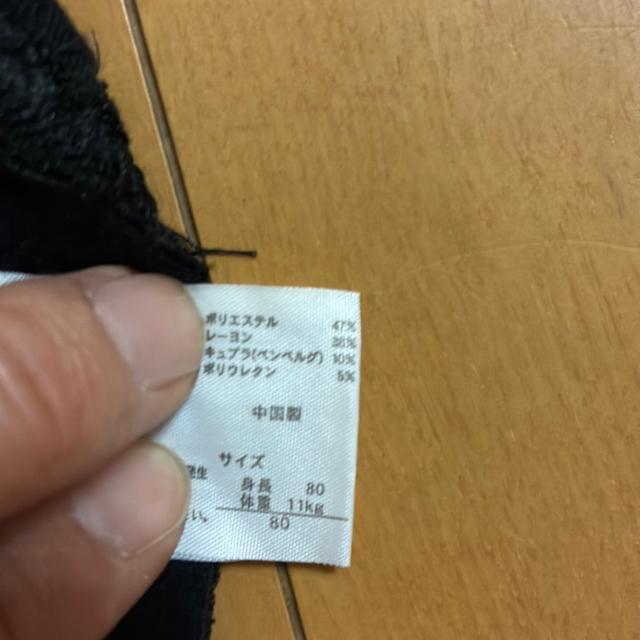 ポリエステル 47%
レーヨン 38%
キュプラ(ベンベルグ) 10%
ポリウレタン 5%
中国製
サイズ
身長 80
体重 11kg
い。
80